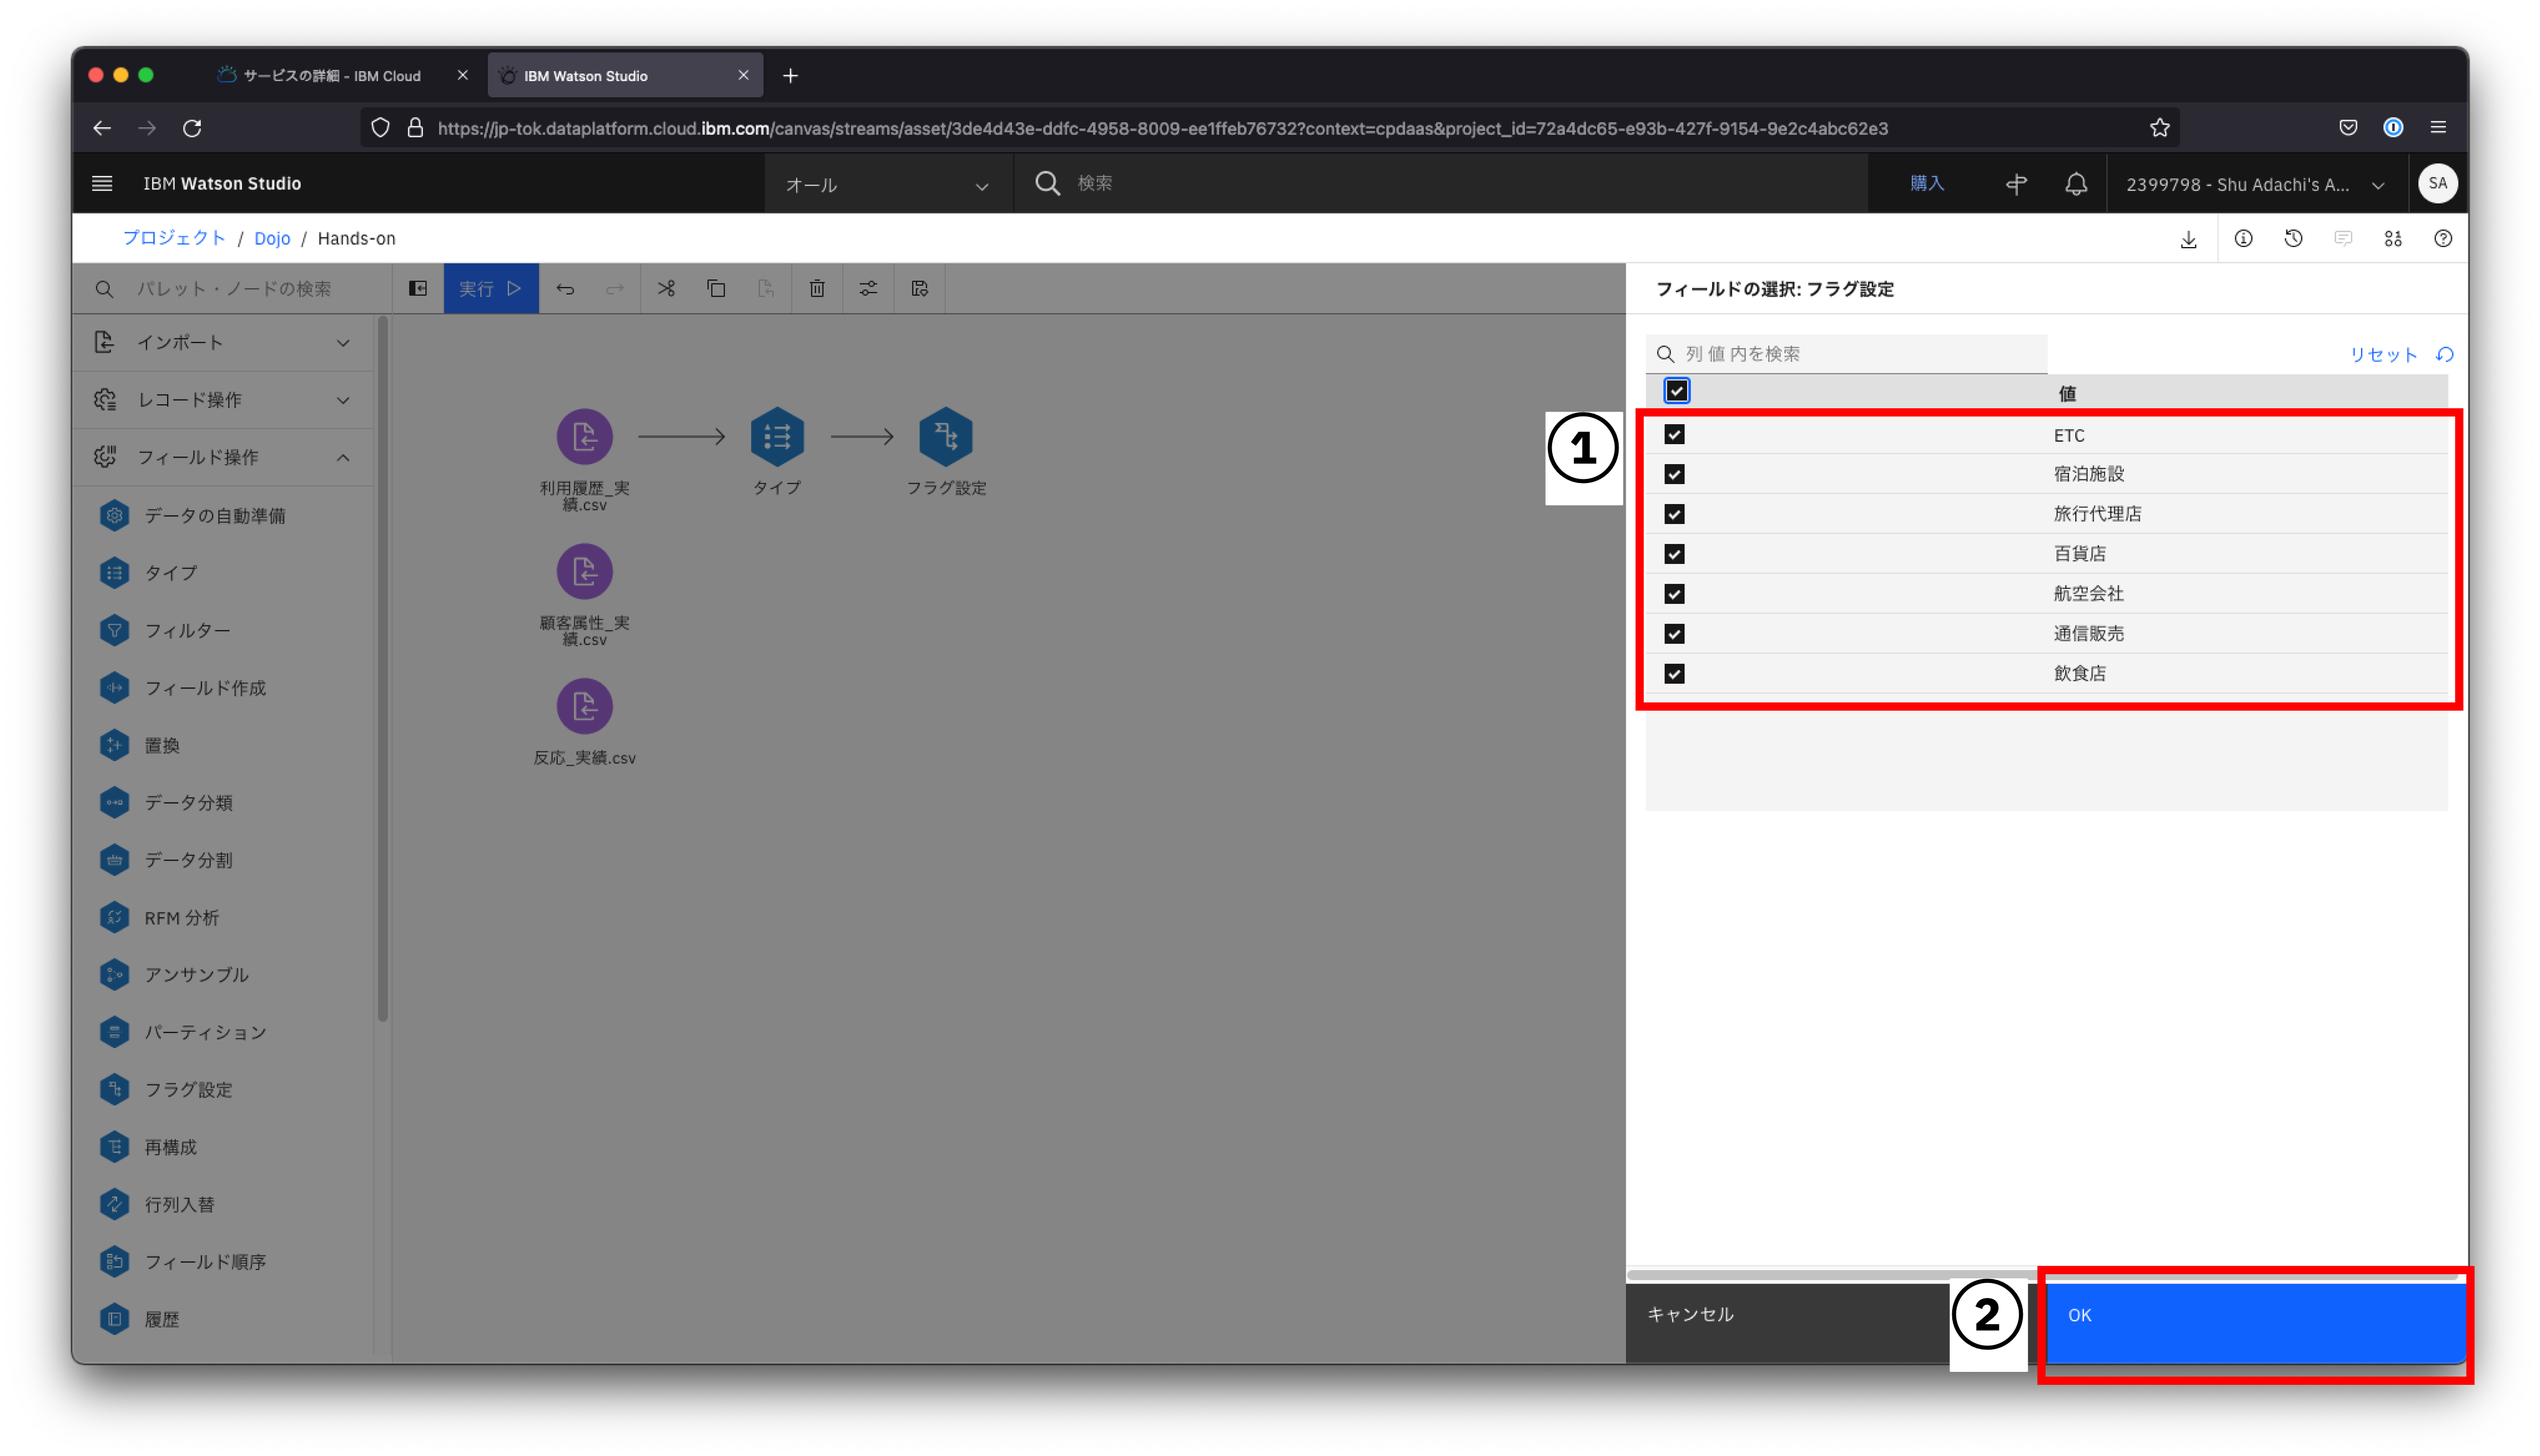 サービスの詳細 - IBM Cloud
IBM Watson Studio
https://jp-tok.dataplatform.cloud.ibm.com/canvas/streams/asset/3de4d43e-ddfc-4958-8009-ee1ffeb76732?context=cpdaas&project_id=72a4dc65-e93b-427f-9154-9e2c4abc62e3
IBM Watson Studio
オール
検索
購入
2399798 - Shu Adachi's A...
SA
プロジェクト / Dojo / Hands-on
パレット・ノードの検索
実行
インポート
レコード操作
フィールド操作
データの自動準備
タイプ
フィルター
フィールド作成
置換
データ分類
データ分割
RFM 分析
アンサンブル
パーティション
フラグ設定
再構成
行列入替
フィールド順序
履歴
利用履歴_実
績.csv
タイプ
フラグ設定
顧客属性_実
績.csv
反応_実績.csv
フィールドの選択: フラグ設定
列 値 内を検索
リセット
値
1
ETC
宿泊施設
旅行代理店
百貨店
航空会社
通信販売
飲食店
キャンセル
2
OK